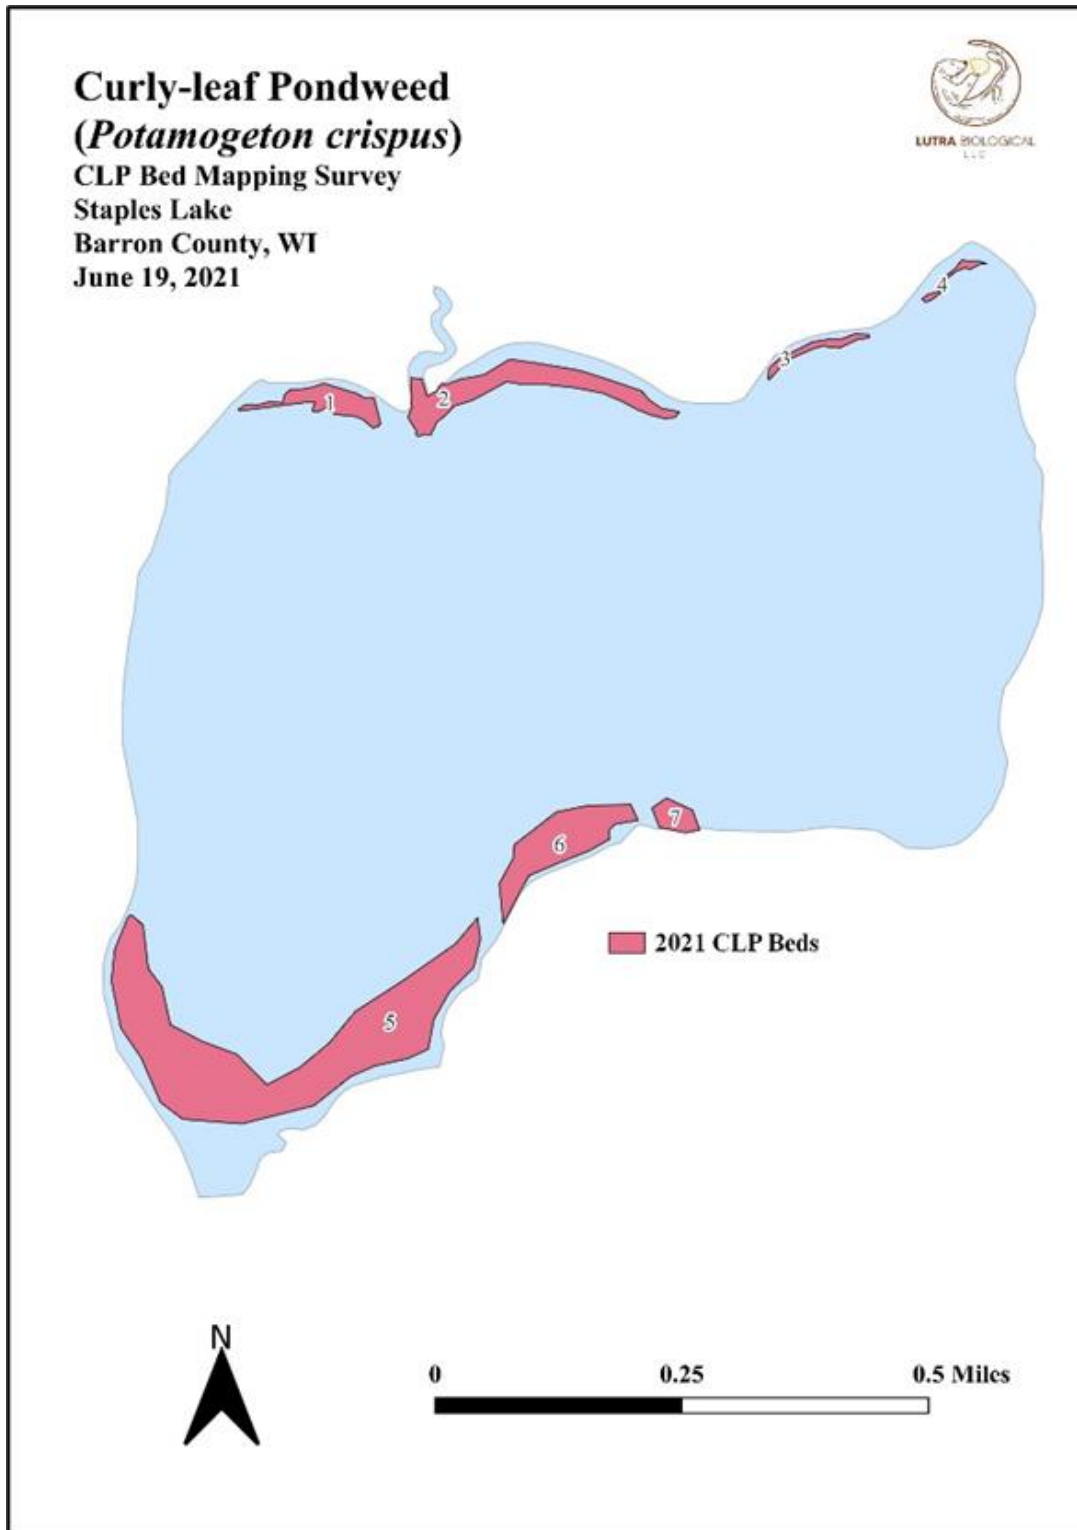 Curly-leaf Pondweed
(Potamogeton crispus)
CLP Bed Mapping Survey
Staples Lake
Barron County, WI
June 19, 2021
LUTRA BIOLOGICAL
LLC
4
3
1
2
7
6
2021 CLP Beds
5
N
0 0.25 0.5 Miles